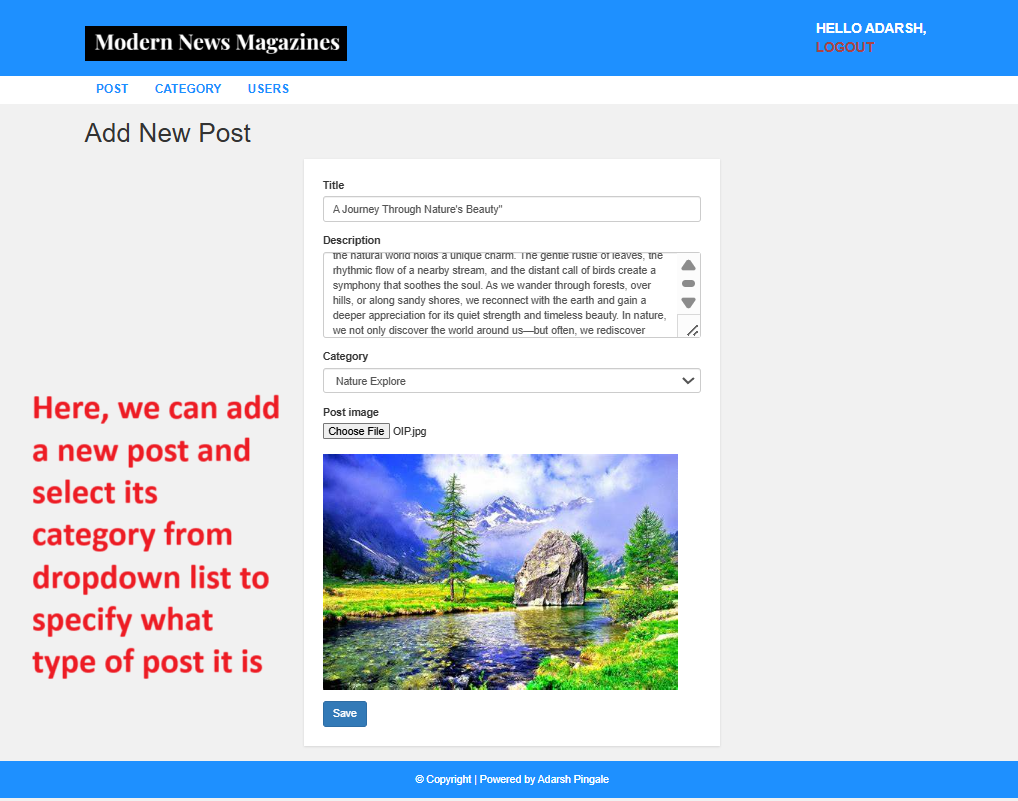 Modern News Magazines
HELLO ADARSH,
LOGOUT
POST CATEGORY USERS
Add New Post
Title
A Journey Through Nature's Beauty"
Description
the natural world holds a unique charm. The gentle rustle of leaves, the
rhythmic flow of a nearby stream, and the distant call of birds create a
symphony that soothes the soul. As we wander through forests, over
hills, or along sandy shores, we reconnect with the earth and gain a
deeper appreciation for its quiet strength and timeless beauty. In nature,
we not only discover the world around us—but often, we rediscover
Category
Nature Explore
Post image
Choose File OIP.jpg
Here, we can add
a new post and
select its
category from
dropdown list to
specify what
type of post it is
Save
© Copyright | Powered by Adarsh Pingale